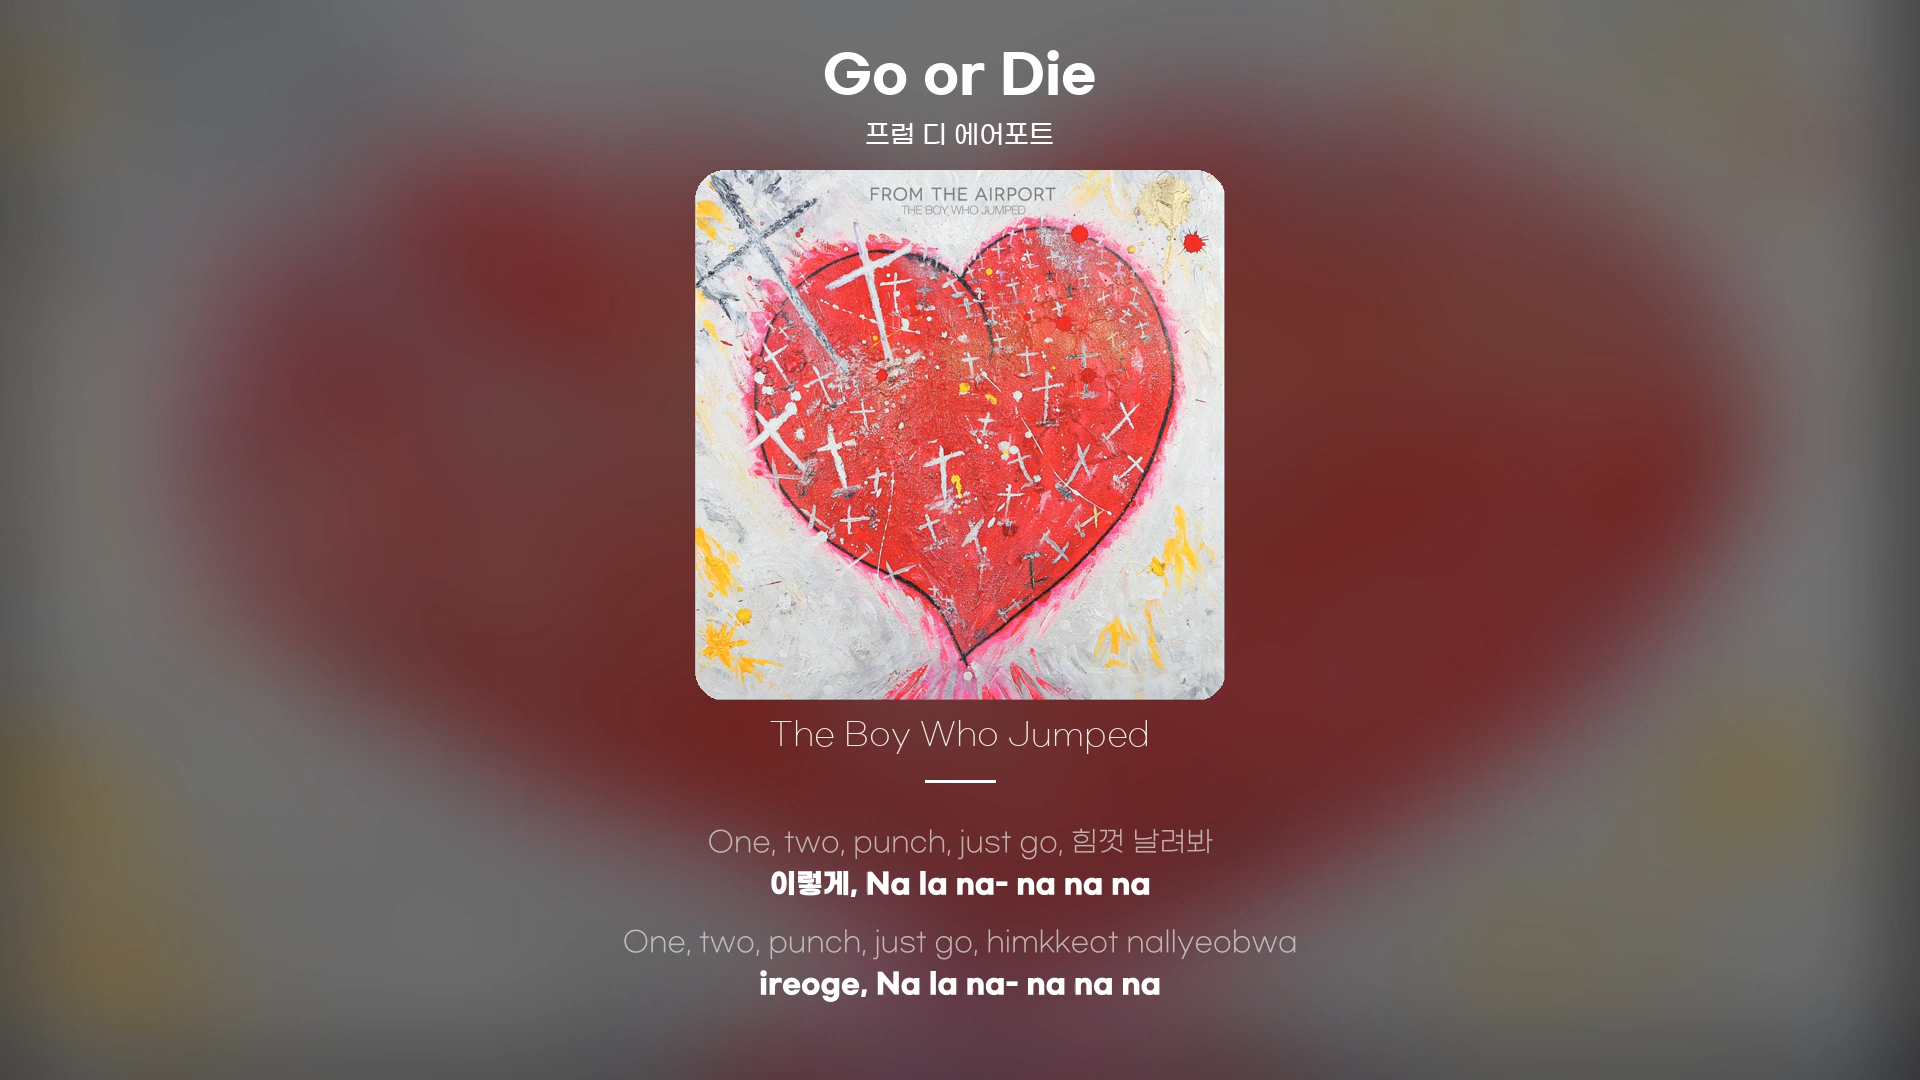 Go or Die
프럼 디 에어포트
FROM THE AIRPORT
THE BOY WHO JUMPED
The Boy Who Jumped
One, two, punch, just go, 힘껏 날려봐
이렇게, Na la na- na na na
One, two, punch, just go, himkkeot nallyeobwa
ireoge, Na la na- na na na